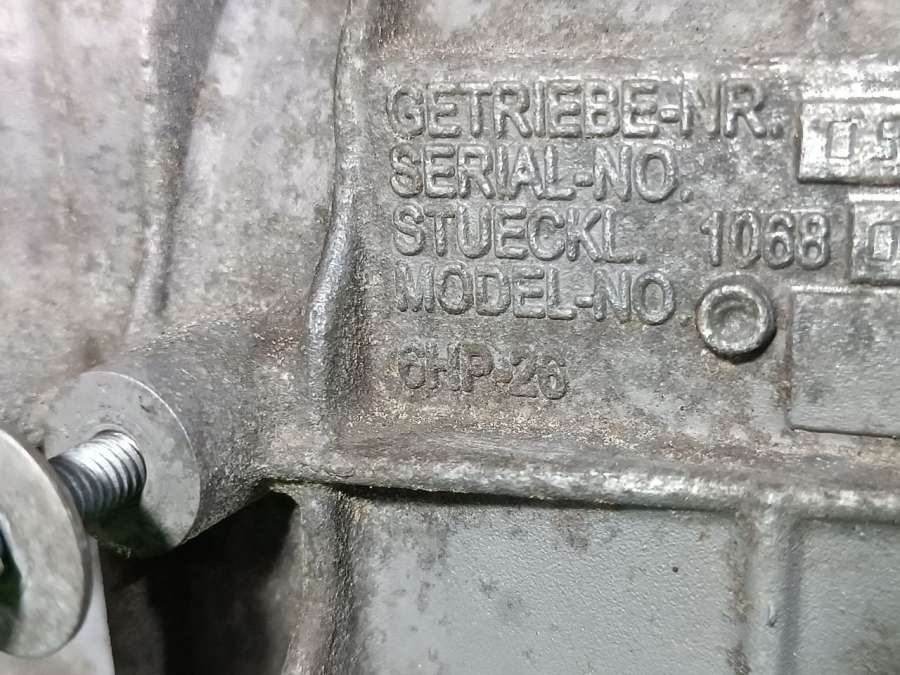 GETRIEBE-NR.
SERIAL-NO.
STUECKL. 1068
MODEL-NO.
6HP-26